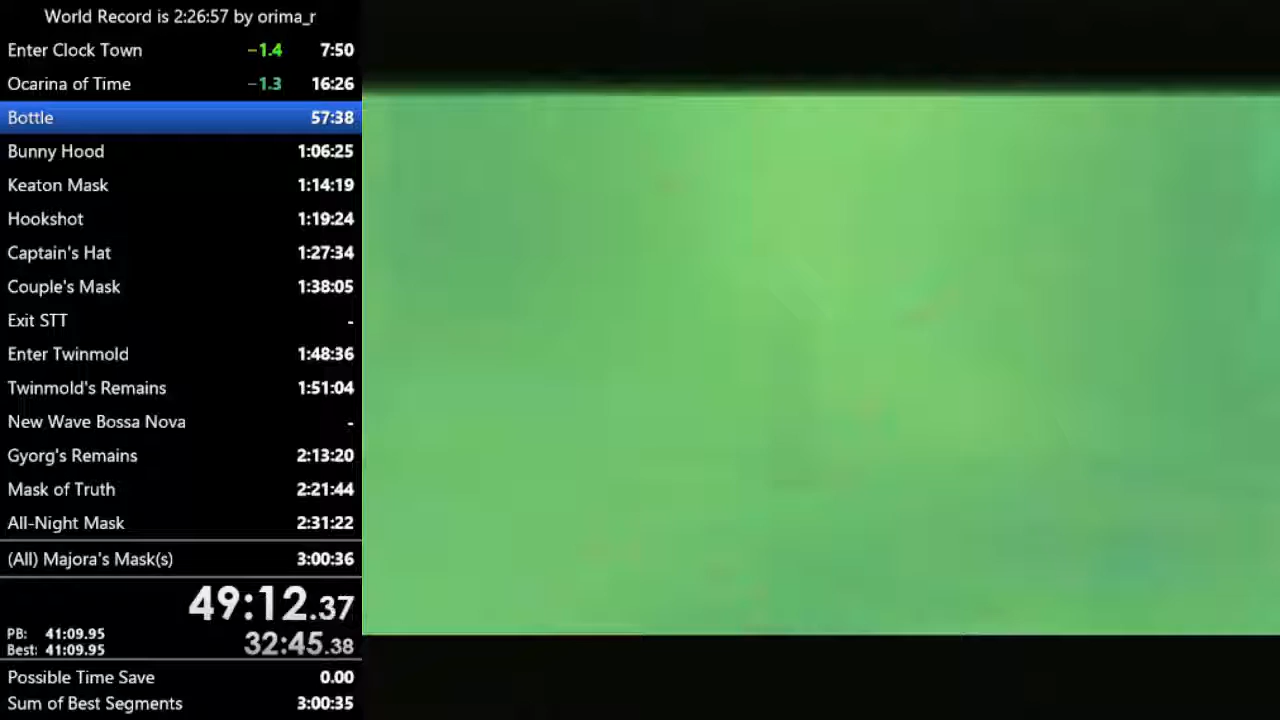 World Record is 2:26:57 by orima_r
Enter Clock Town −1.4 7:50
Ocarina of Time −1.3 16:26
Bottle 57:38
Bunny Hood 1:06:25
Keaton Mask 1:14:19
Hookshot 1:19:24
Captain's Hat 1:27:34
Couple's Mask 1:38:05
Exit STT -
Enter Twinmold 1:48:36
Twinmold's Remains 1:51:04
New Wave Bossa Nova -
Gyorg's Remains 2:13:20
Mask of Truth 2:21:44
All-Night Mask 2:31:22
(All) Majora's Mask(s) 3:00:36
49:12.37
PB: 41:09.95 32:45.38
Best: 41:09.95
Possible Time Save 0.00
Sum of Best Segments 3:00:35